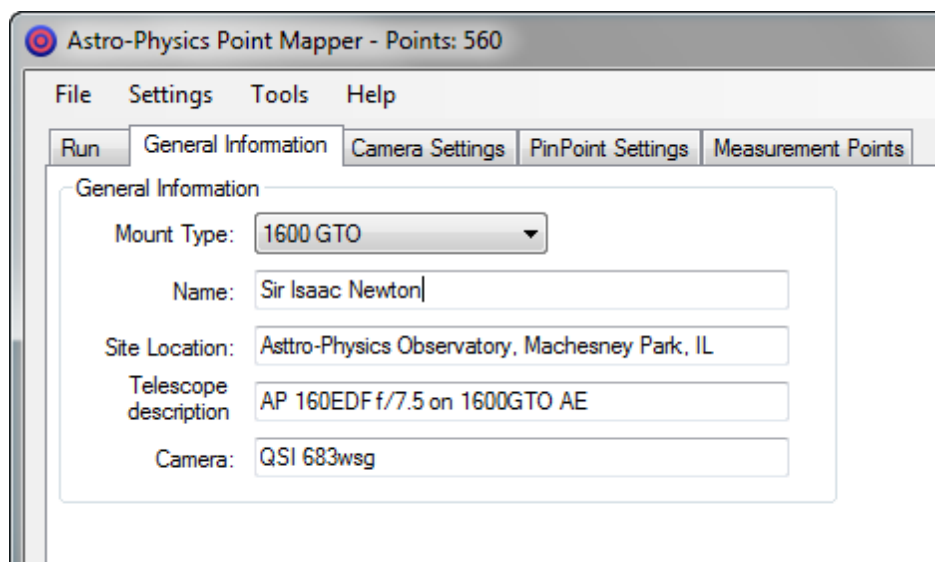 Astro-Physics Point Mapper - Points: 560
File Settings Tools Help
Run General Information Camera Settings PinPoint Settings Measurement Points
General Information
Mount Type: 1600 GTO
Name: Sir Isaac Newton
Site Location: Asttro-Physics Observatory, Machesney Park, IL
Telescope
description AP 160EDF f/7.5 on 1600GTO AE
Camera: QSI 683wsg